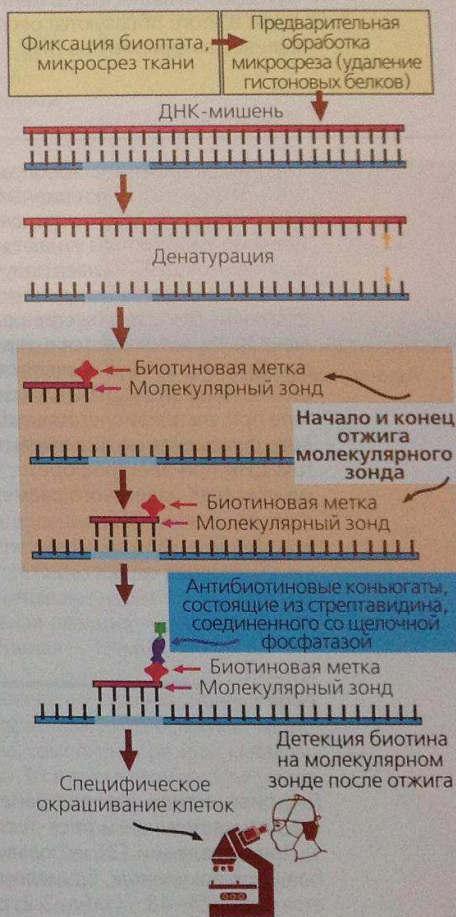 Фиксация биоптата,
микросрез ткани
Предварительная
обработка
микросреза (удаление
гистоновых белков)
ДНК-мишень
Денатурация
Биотиновая метка
Молекулярный зонд
Начало и конец
отжига
молекулярного
зонда
Биотиновая метка
Молекулярный зонд
Антибиотиновые коньюгаты,
состоящие из стрептавидина,
соединенного со щелочной
фосфатазой
Биотиновая метка
Молекулярный зонд
Детекция биотина
на молекулярном
зонде после отжига
Специфическое
окрашивание клеток